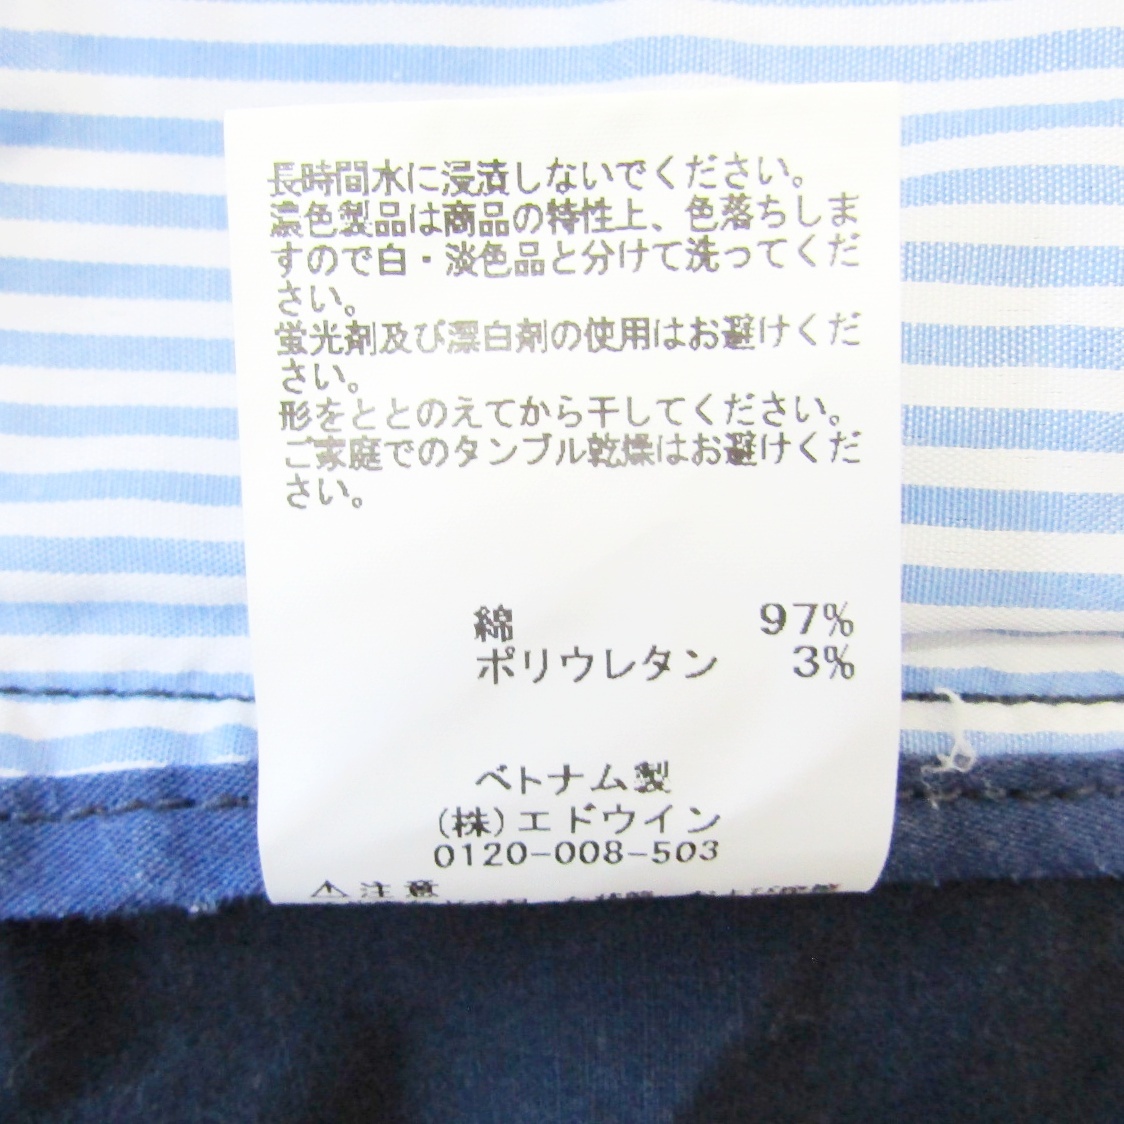 長時間水に浸漬しないでください。
濃色製品は商品の特性上、色落ちしま
すので白・淡色品と分けて洗ってくだ
さい。
蛍光剤及び漂白剤の使用はお避けくだ
さい。
形をととのえてから干してください。
ご家庭でのタンブル乾燥はお避けくだ
さい。
綿 97%
ポリウレタン 3%
ベトナム製
(株)エドウイン
0120-008-503
⚠注意